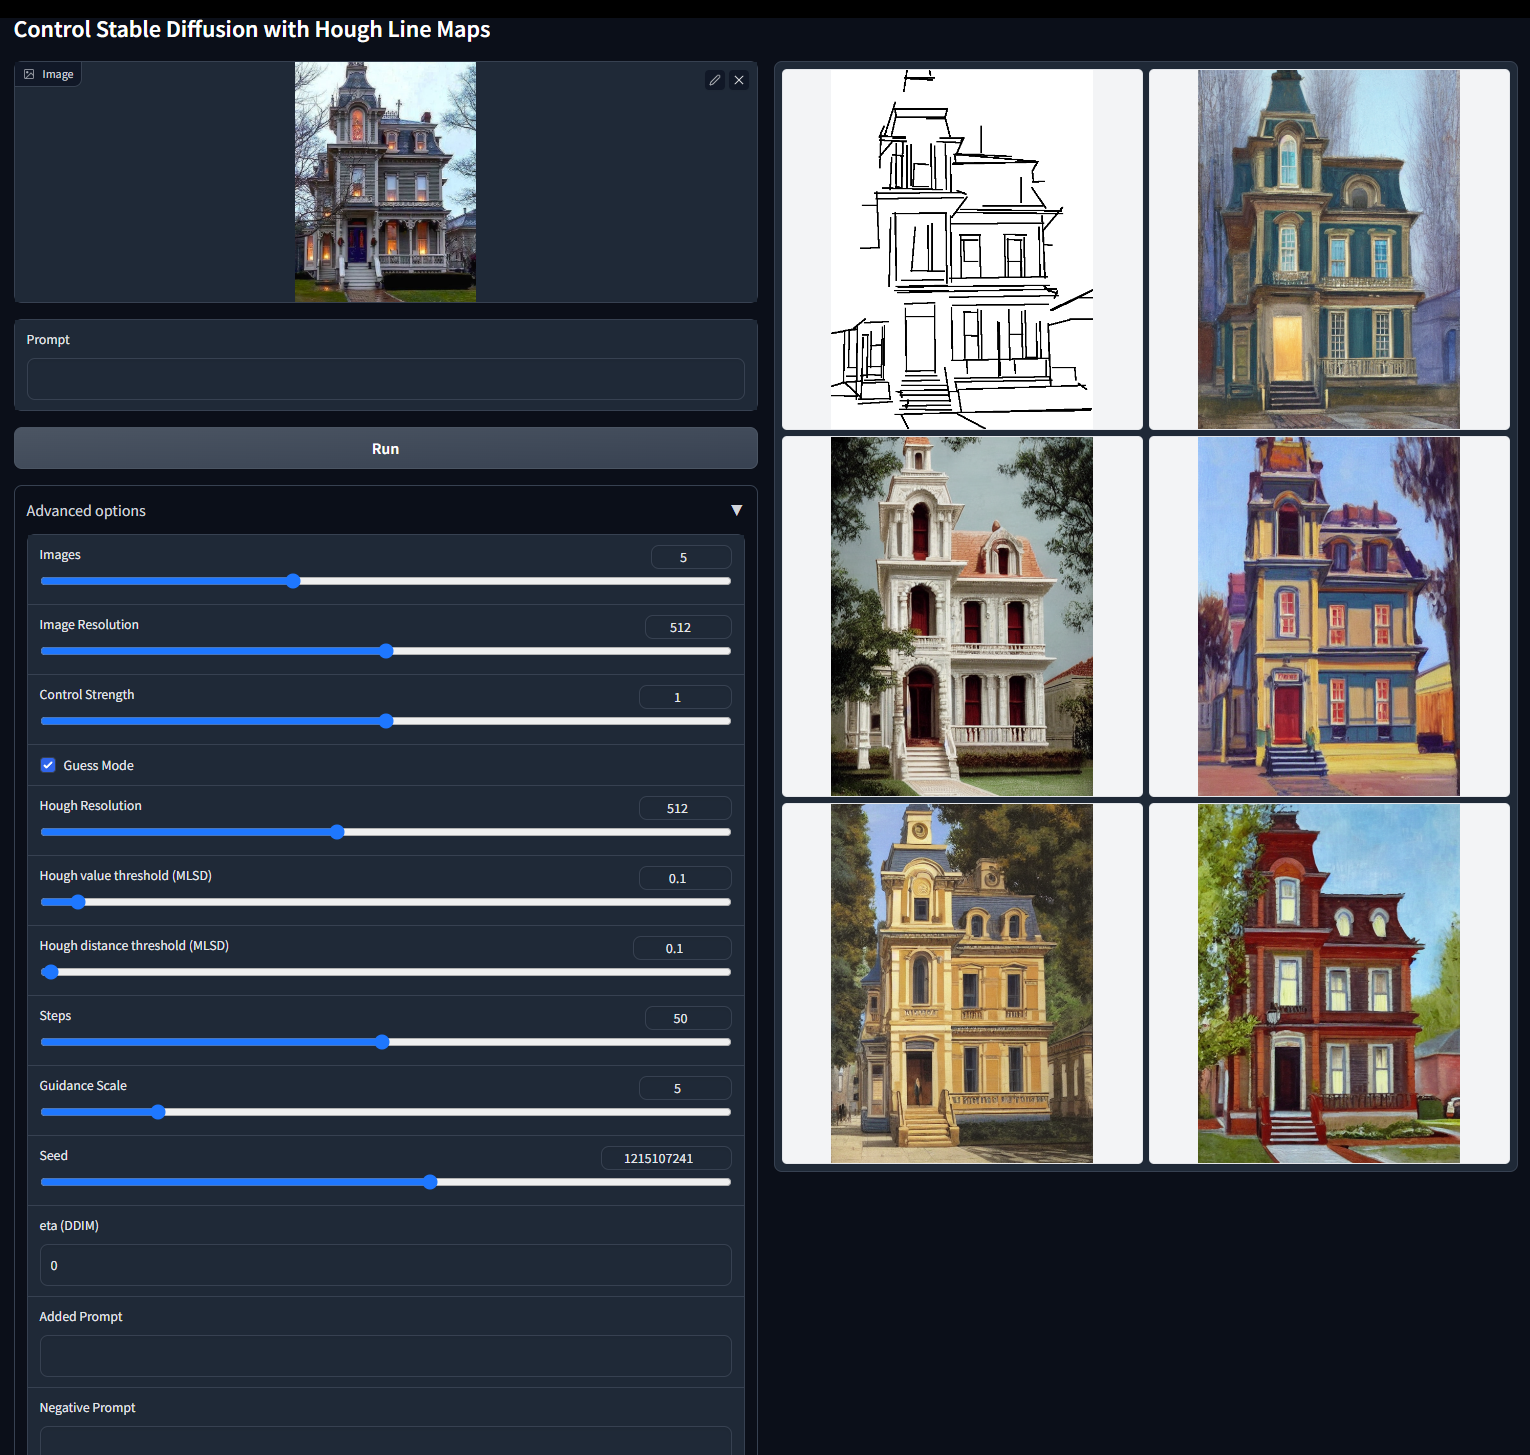 Control Stable Diffusion with Hough Line Maps
Image
Prompt
Run
Advanced options
▼
Images
5
Image Resolution
512
Control Strength
1
Guess Mode
Hough Resolution
512
Hough value threshold (MLSD)
0.1
Hough distance threshold (MLSD)
0.1
Steps
50
Guidance Scale
5
Seed
1215107241
eta (DDIM)
0
Added Prompt
Negative Prompt